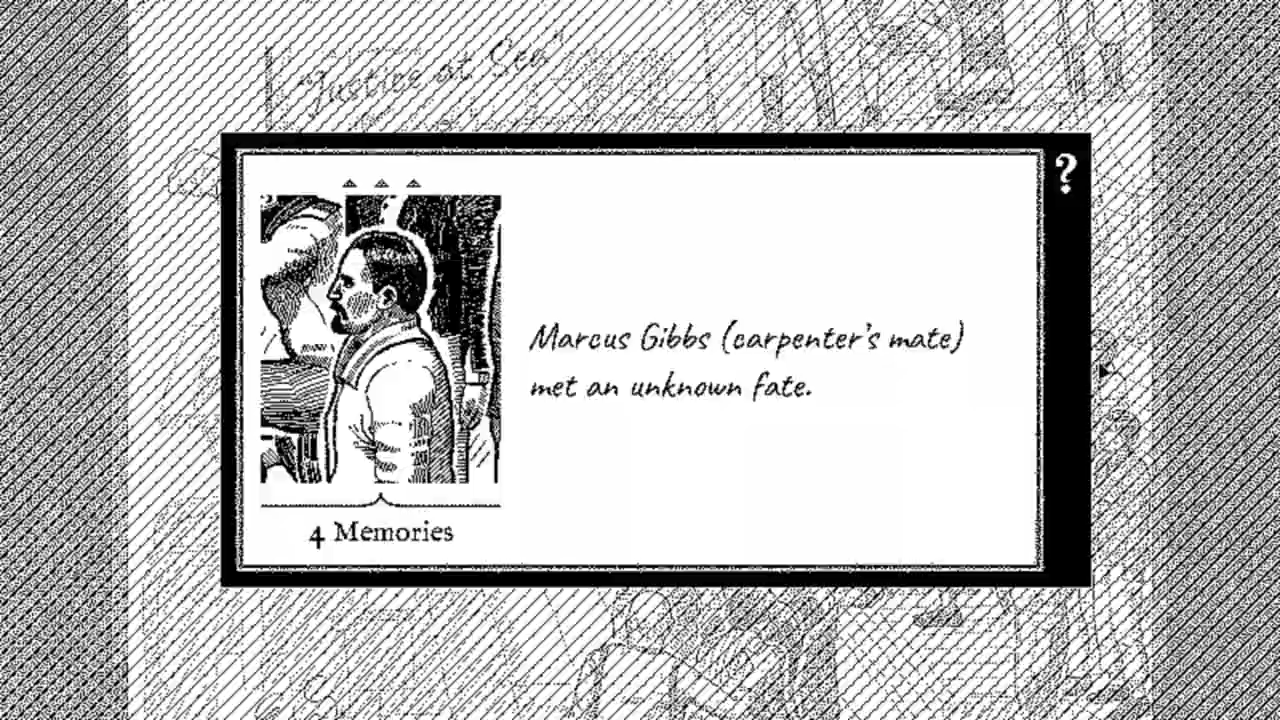 Justice at Sea
?
Marcus Gibbs (carpenter's mate)
met an unknown fate.
4 Memories